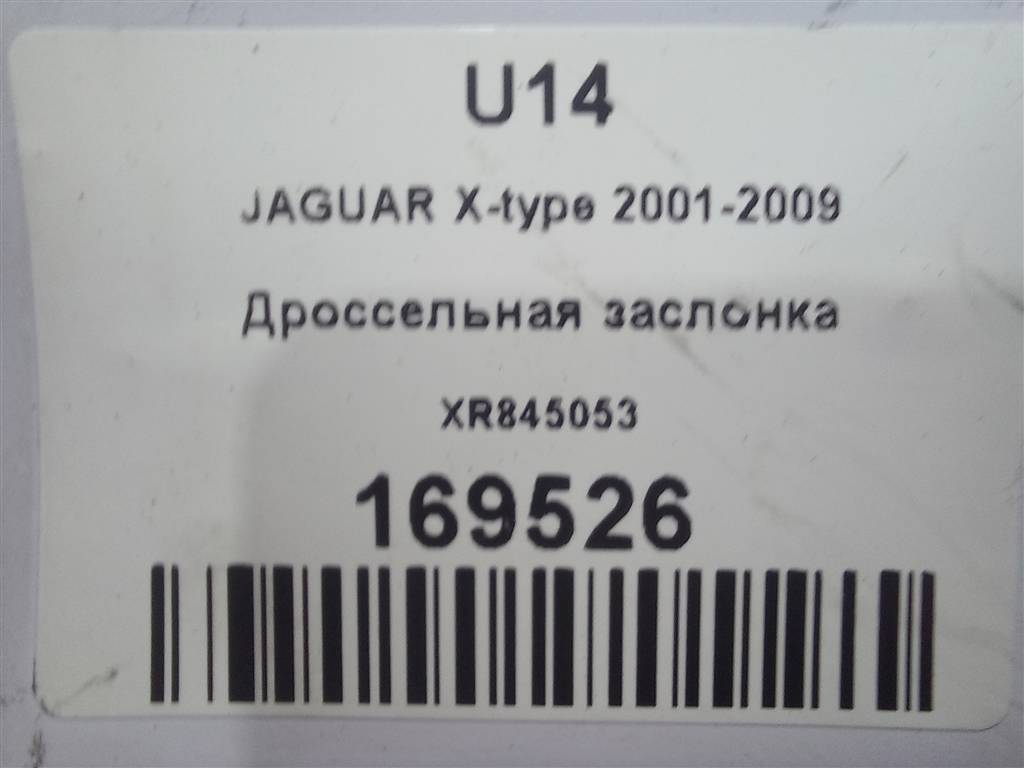 U14
JAGUAR X-type 2001-2009
Дроссельная заслонка
XR845053
169526